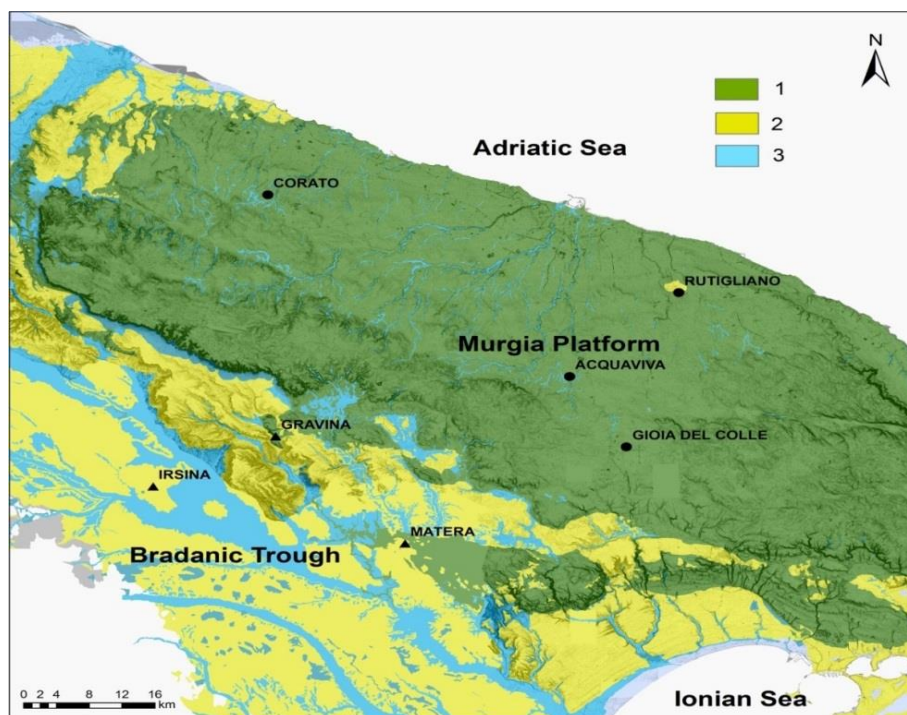 N
1
2
3
Adriatic Sea
CORATO
RUTIGLIANO
Murgia Platform
ACQUAVIVA
GRAVINA
GIOIA DEL COLLE
IRSINA
MATERA
Bradanic Trough
0 2 4 8 12 16
km
Ionian Sea